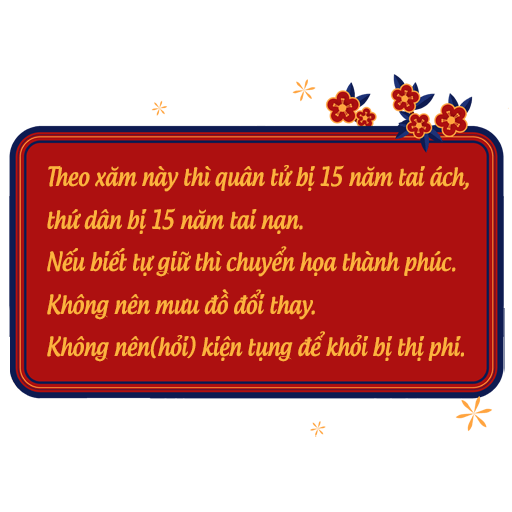 Theo xăm này thì quân tử bị 15 năm tai ách,
thứ dân bị 15 năm tai nạn.
Nếu biết tự giữ thì chuyển họa thành phúc.
Không nên mưu đồ đổi thay.
Không nên(hỏi) kiện tụng để khỏi bị thị phi.